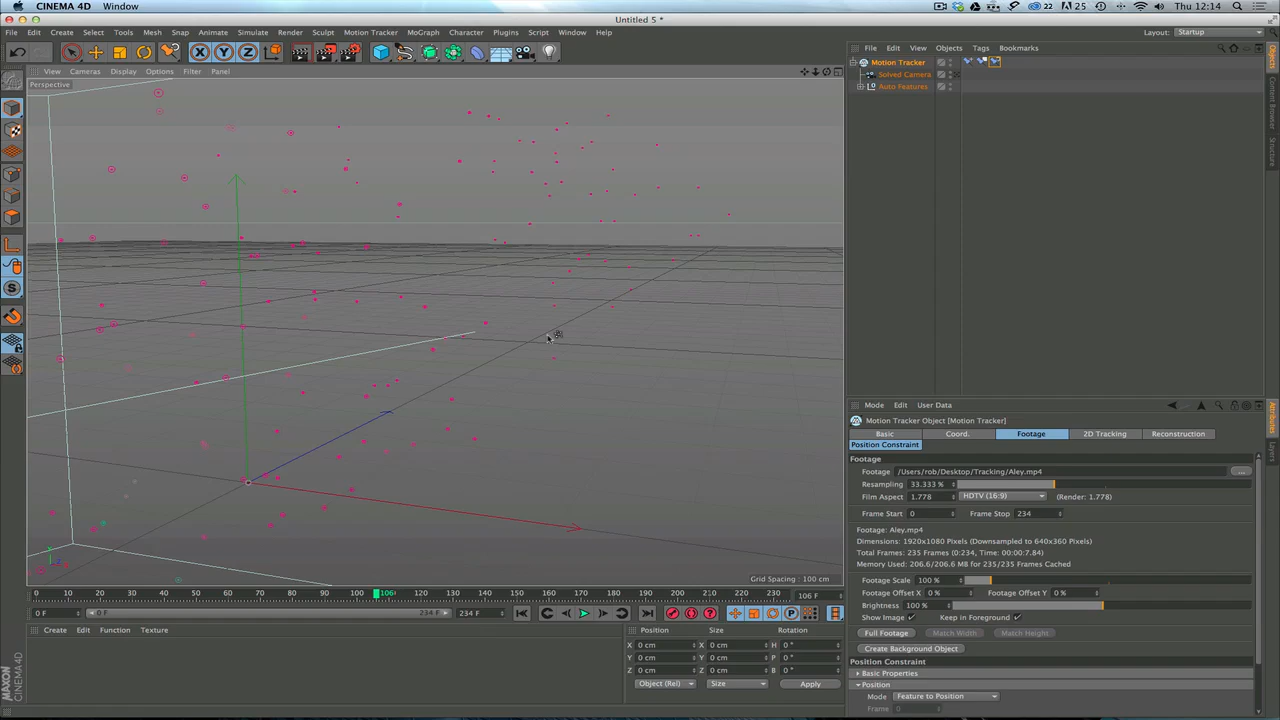 CINEMA 4D Window
22 25 Thu 12:14
Untitled 5 *
File Edit Create Select Tools Mesh Snap Animate Simulate Render Sculpt Motion Tracker MoGraph Character Plugins Script Window Help
Layout: Startup
X Y Z
View Cameras Display Options Filter Panel
Perspective
File Edit View Objects Tags Bookmarks
Motion Tracker
Solved Camera
Auto Features
Objects
Content Browser
Structure
Mode Edit User Data
Motion Tracker Object [Motion Tracker]
Basic Coord. Footage 2D Tracking Reconstruction
Position Constraint
Footage
Footage /Users/rob/Desktop/Tracking/Aley.mp4 ...
Resampling 33.333 %
Film Aspect 1.778 HDTV (16:9) (Render: 1.778)
Frame Start 0 Frame Stop 234
Footage: Aley.mp4
Dimensions: 1920x1080 Pixels (Downsampled to 640x360 Pixels)
Total Frames: 235 Frames (0:234, Time: 00:00:7.84)
Memory Used: 206.6/206.6 MB for 235/235 Frames Cached
Footage Scale 100 %
Footage Offset X 0 % Footage Offset Y 0 %
Brightness 100 %
Show Image ✓ Keep in Foreground ✓
Full Footage Match Width Match Height
Create Background Object
Position Constraint
Basic Properties
Position
Mode Feature to Position
Frame 0
Attributes
Layers
Grid Spacing : 100 cm
0 10 20 30 40 50 60 70 80 90 100 106 120 130 140 150 160 170 180 190 200 210 220 230 106 F
0 F 0 F 234 F 234 F
Create Edit Function Texture
Position Size Rotation
X 0 cm X 0 cm H 0 °
Y 0 cm Y 0 cm P 0 °
Z 0 cm Z 0 cm B 0 °
Object (Rel) Size Apply
MAXON
CINEMA 4D